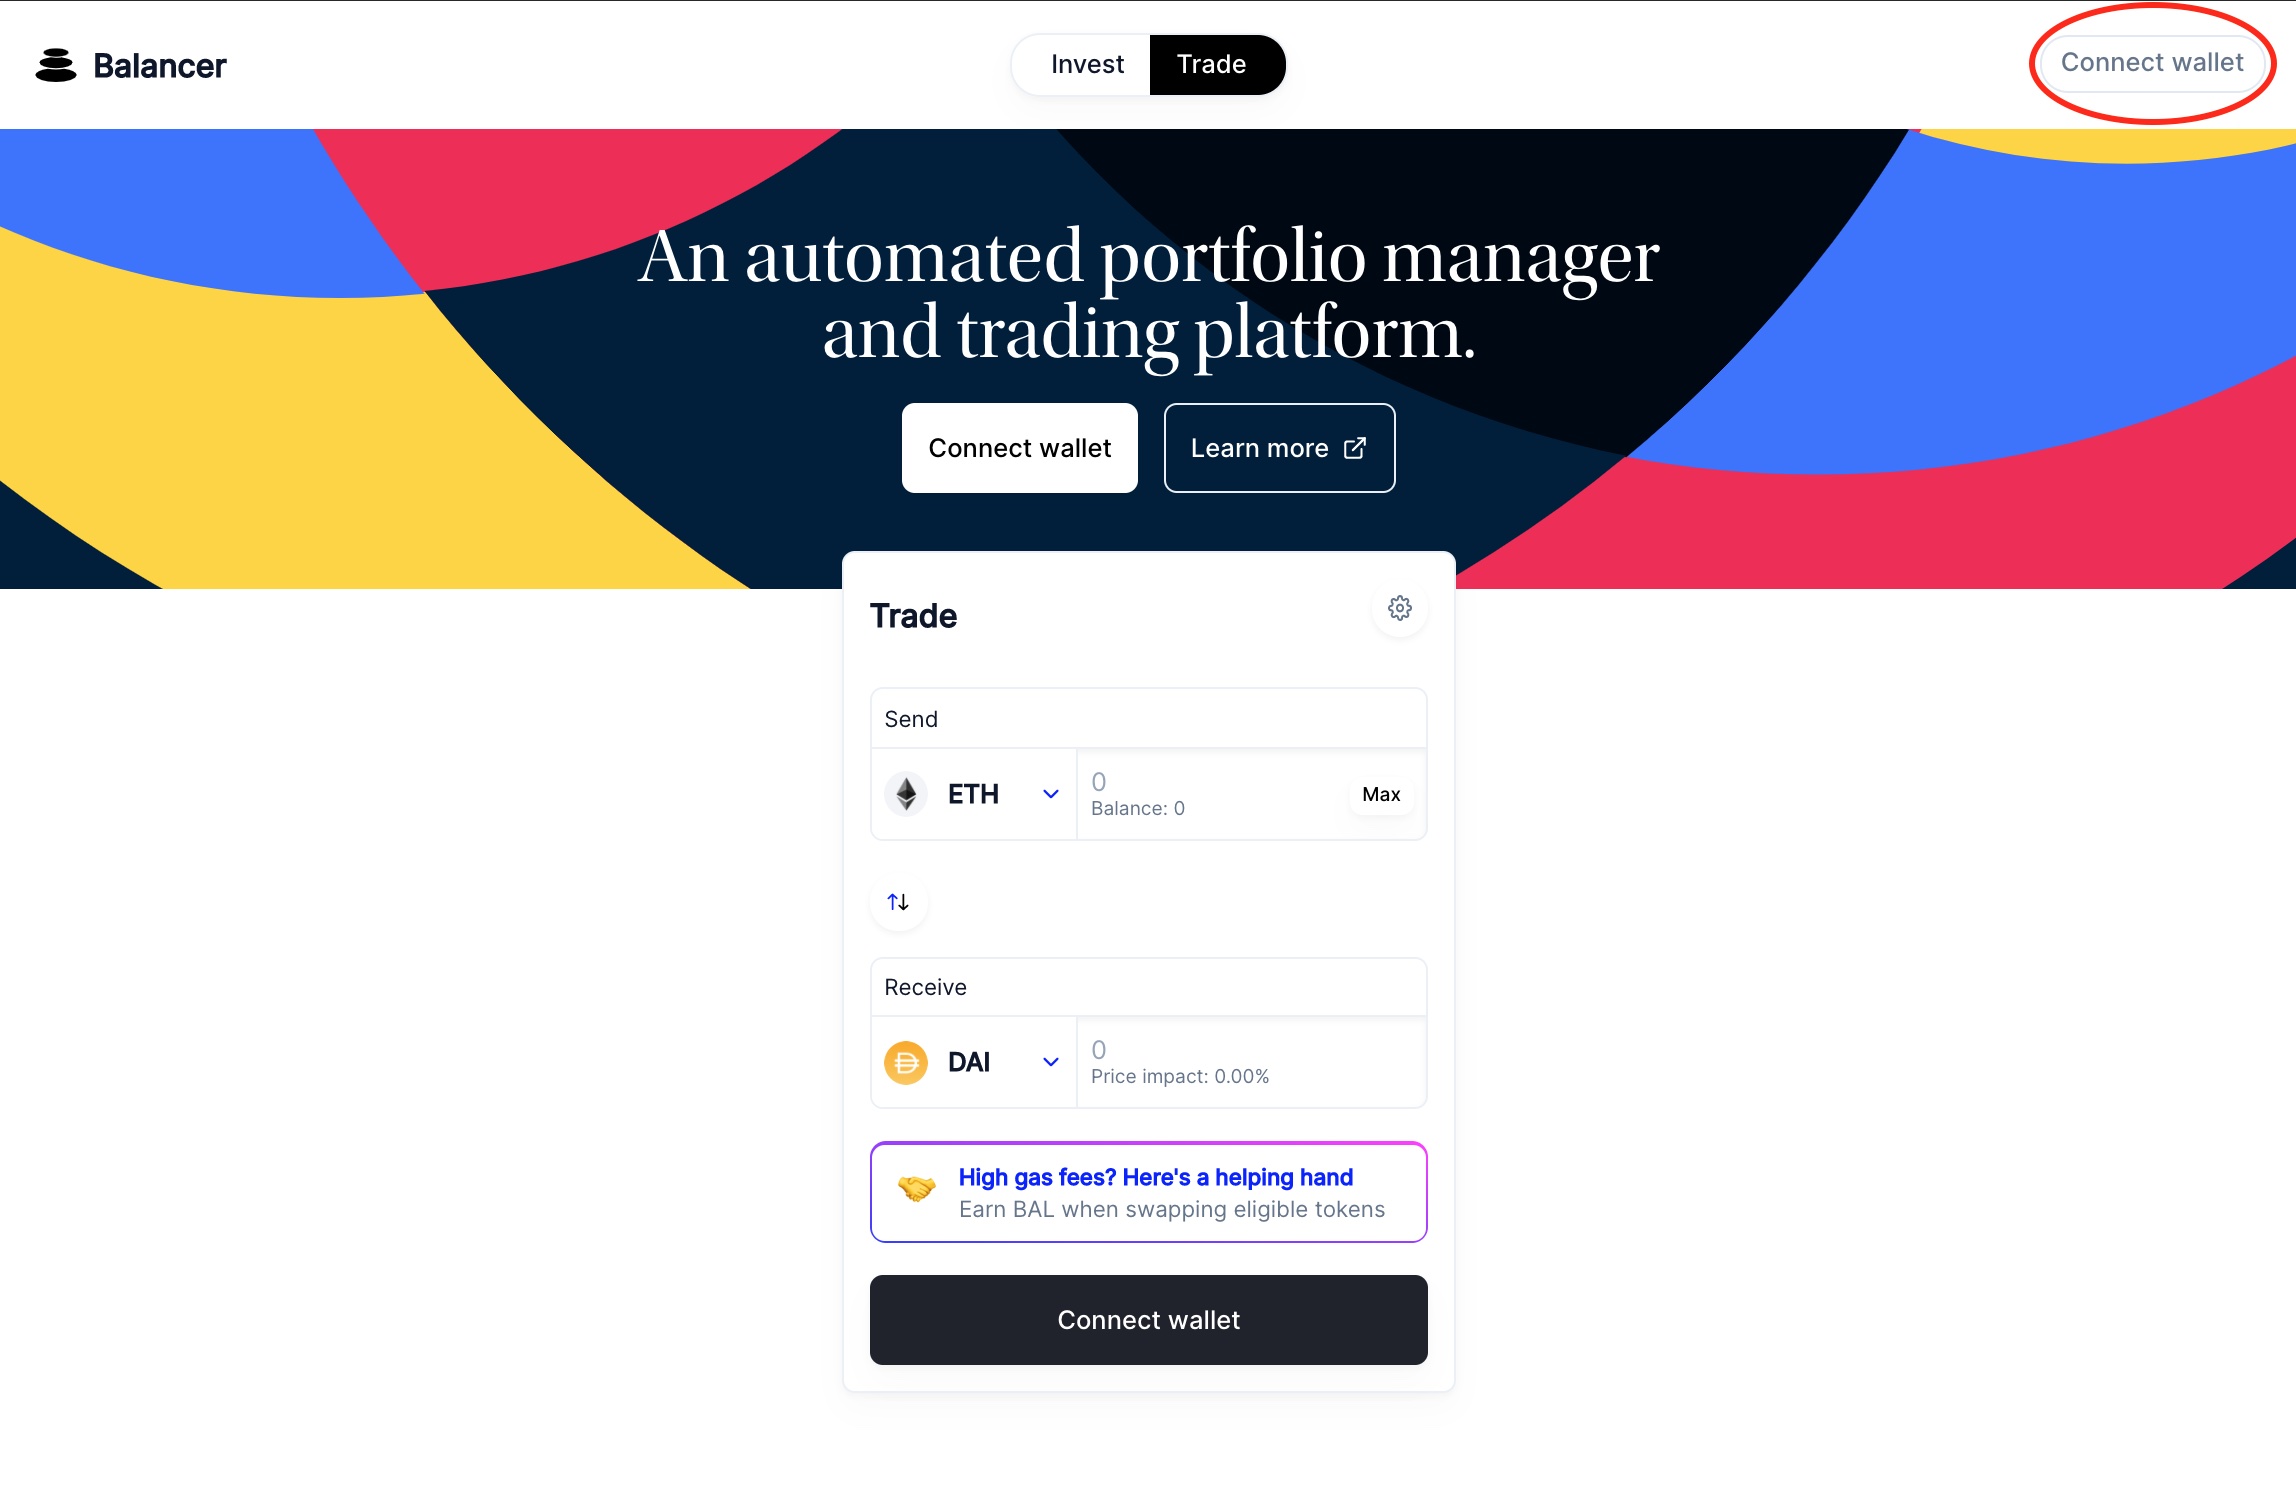 Balancer
Invest
Trade
Connect wallet
An automated portfolio manager
and trading platform.
Connect wallet
Learn more
Trade
Send
ETH
0
Balance: 0
Max
Receive
DAI
0
Price impact: 0.00%
High gas fees? Here's a helping hand
Earn BAL when swapping eligible tokens
Connect wallet